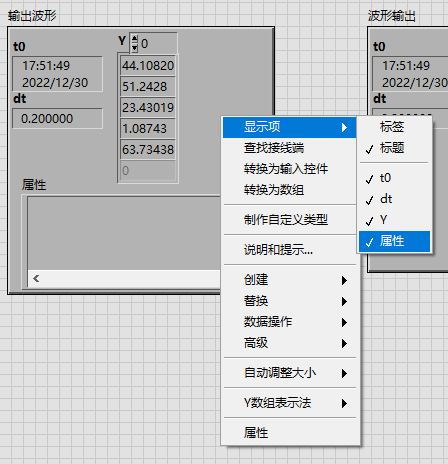 输出波形
t0
17:51:49
2022/12/30
dt
0.200000
Y
0
44.10820
51.2428
23.43019
1.08743
63.73438
0
属性
显示项
查找接线端
转换为输入控件
转换为数组
制作自定义类型
说明和提示...
创建
替换
数据操作
高级
自动调整大小
Y数组表示法
属性
标签
标题
t0
dt
Y
属性
波形输出
t0
17:51:49
2022/12/30
dt